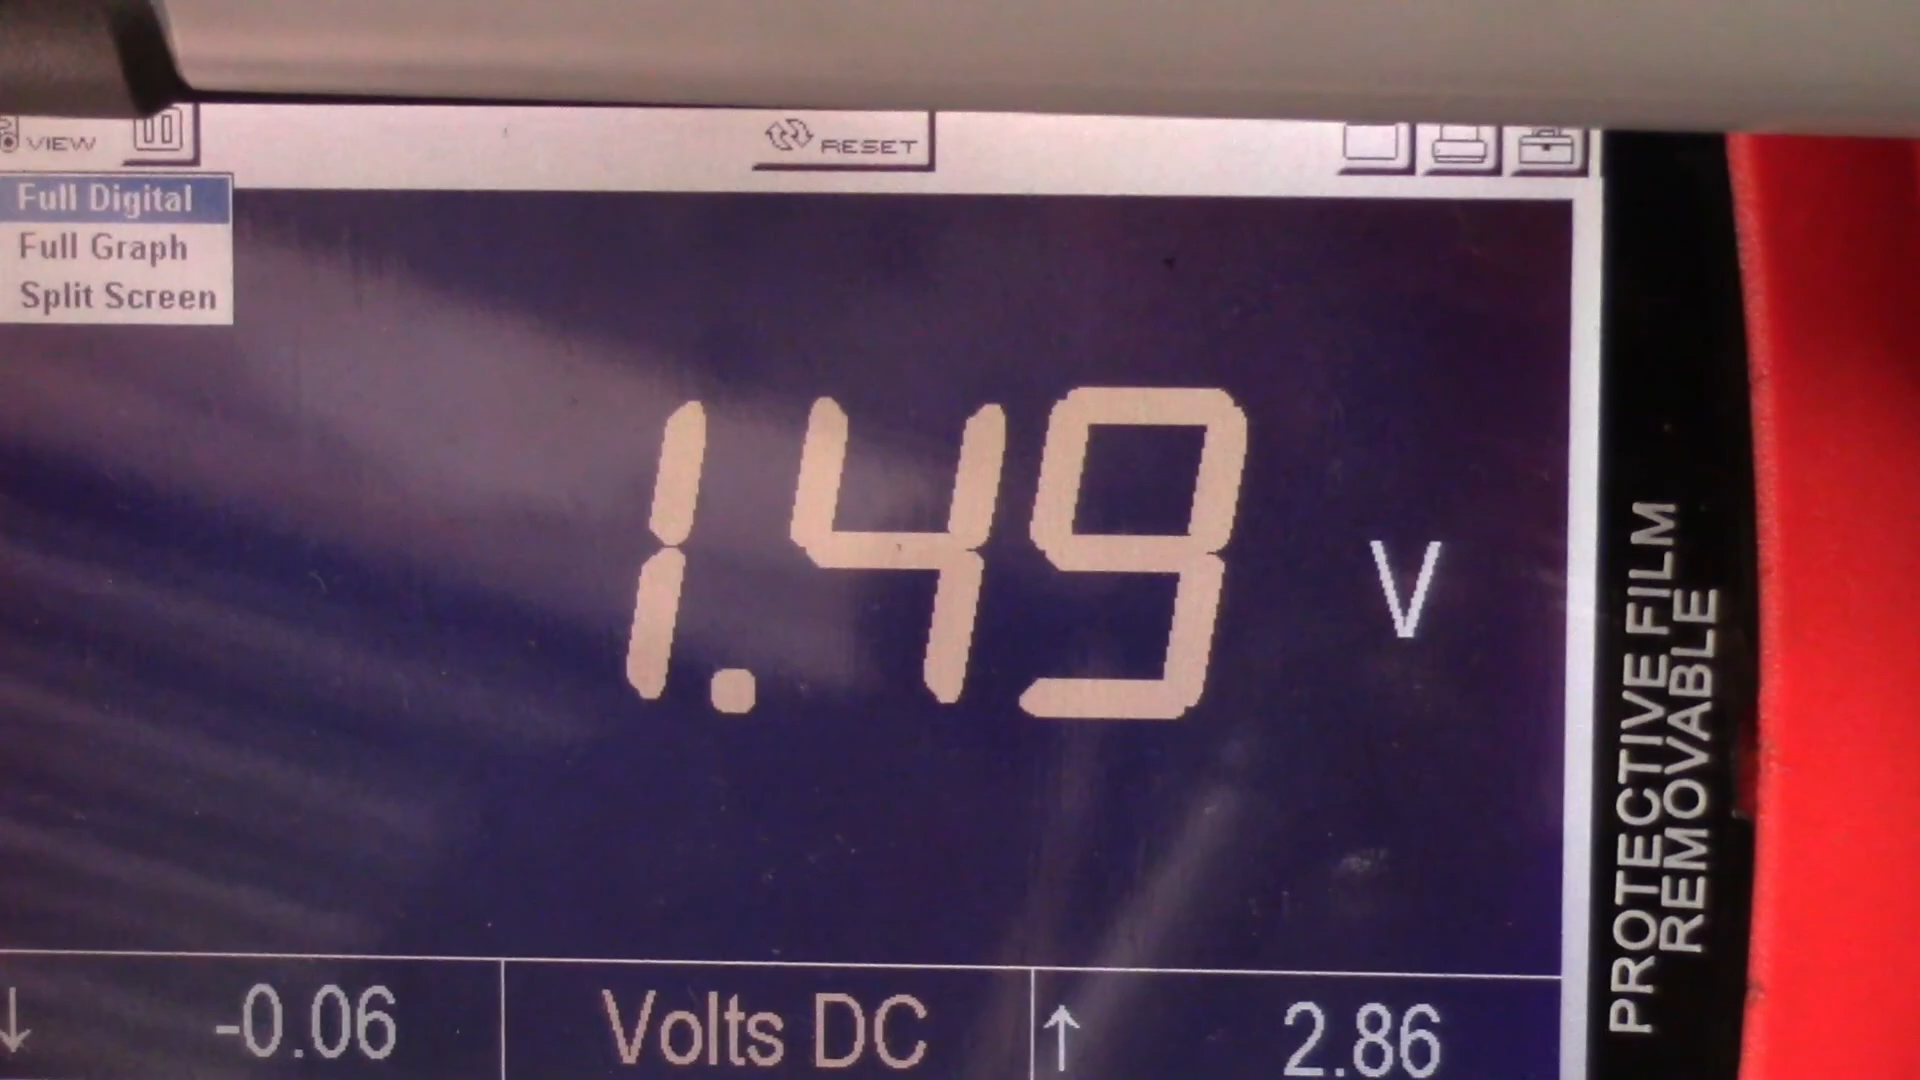 VIEW
RESET
Full Digital
Full Graph
Split Screen
1.49 V
↓ -0.06
Volts DC
↑ 2.86
PROTECTIVE FILM
REMOVABLE